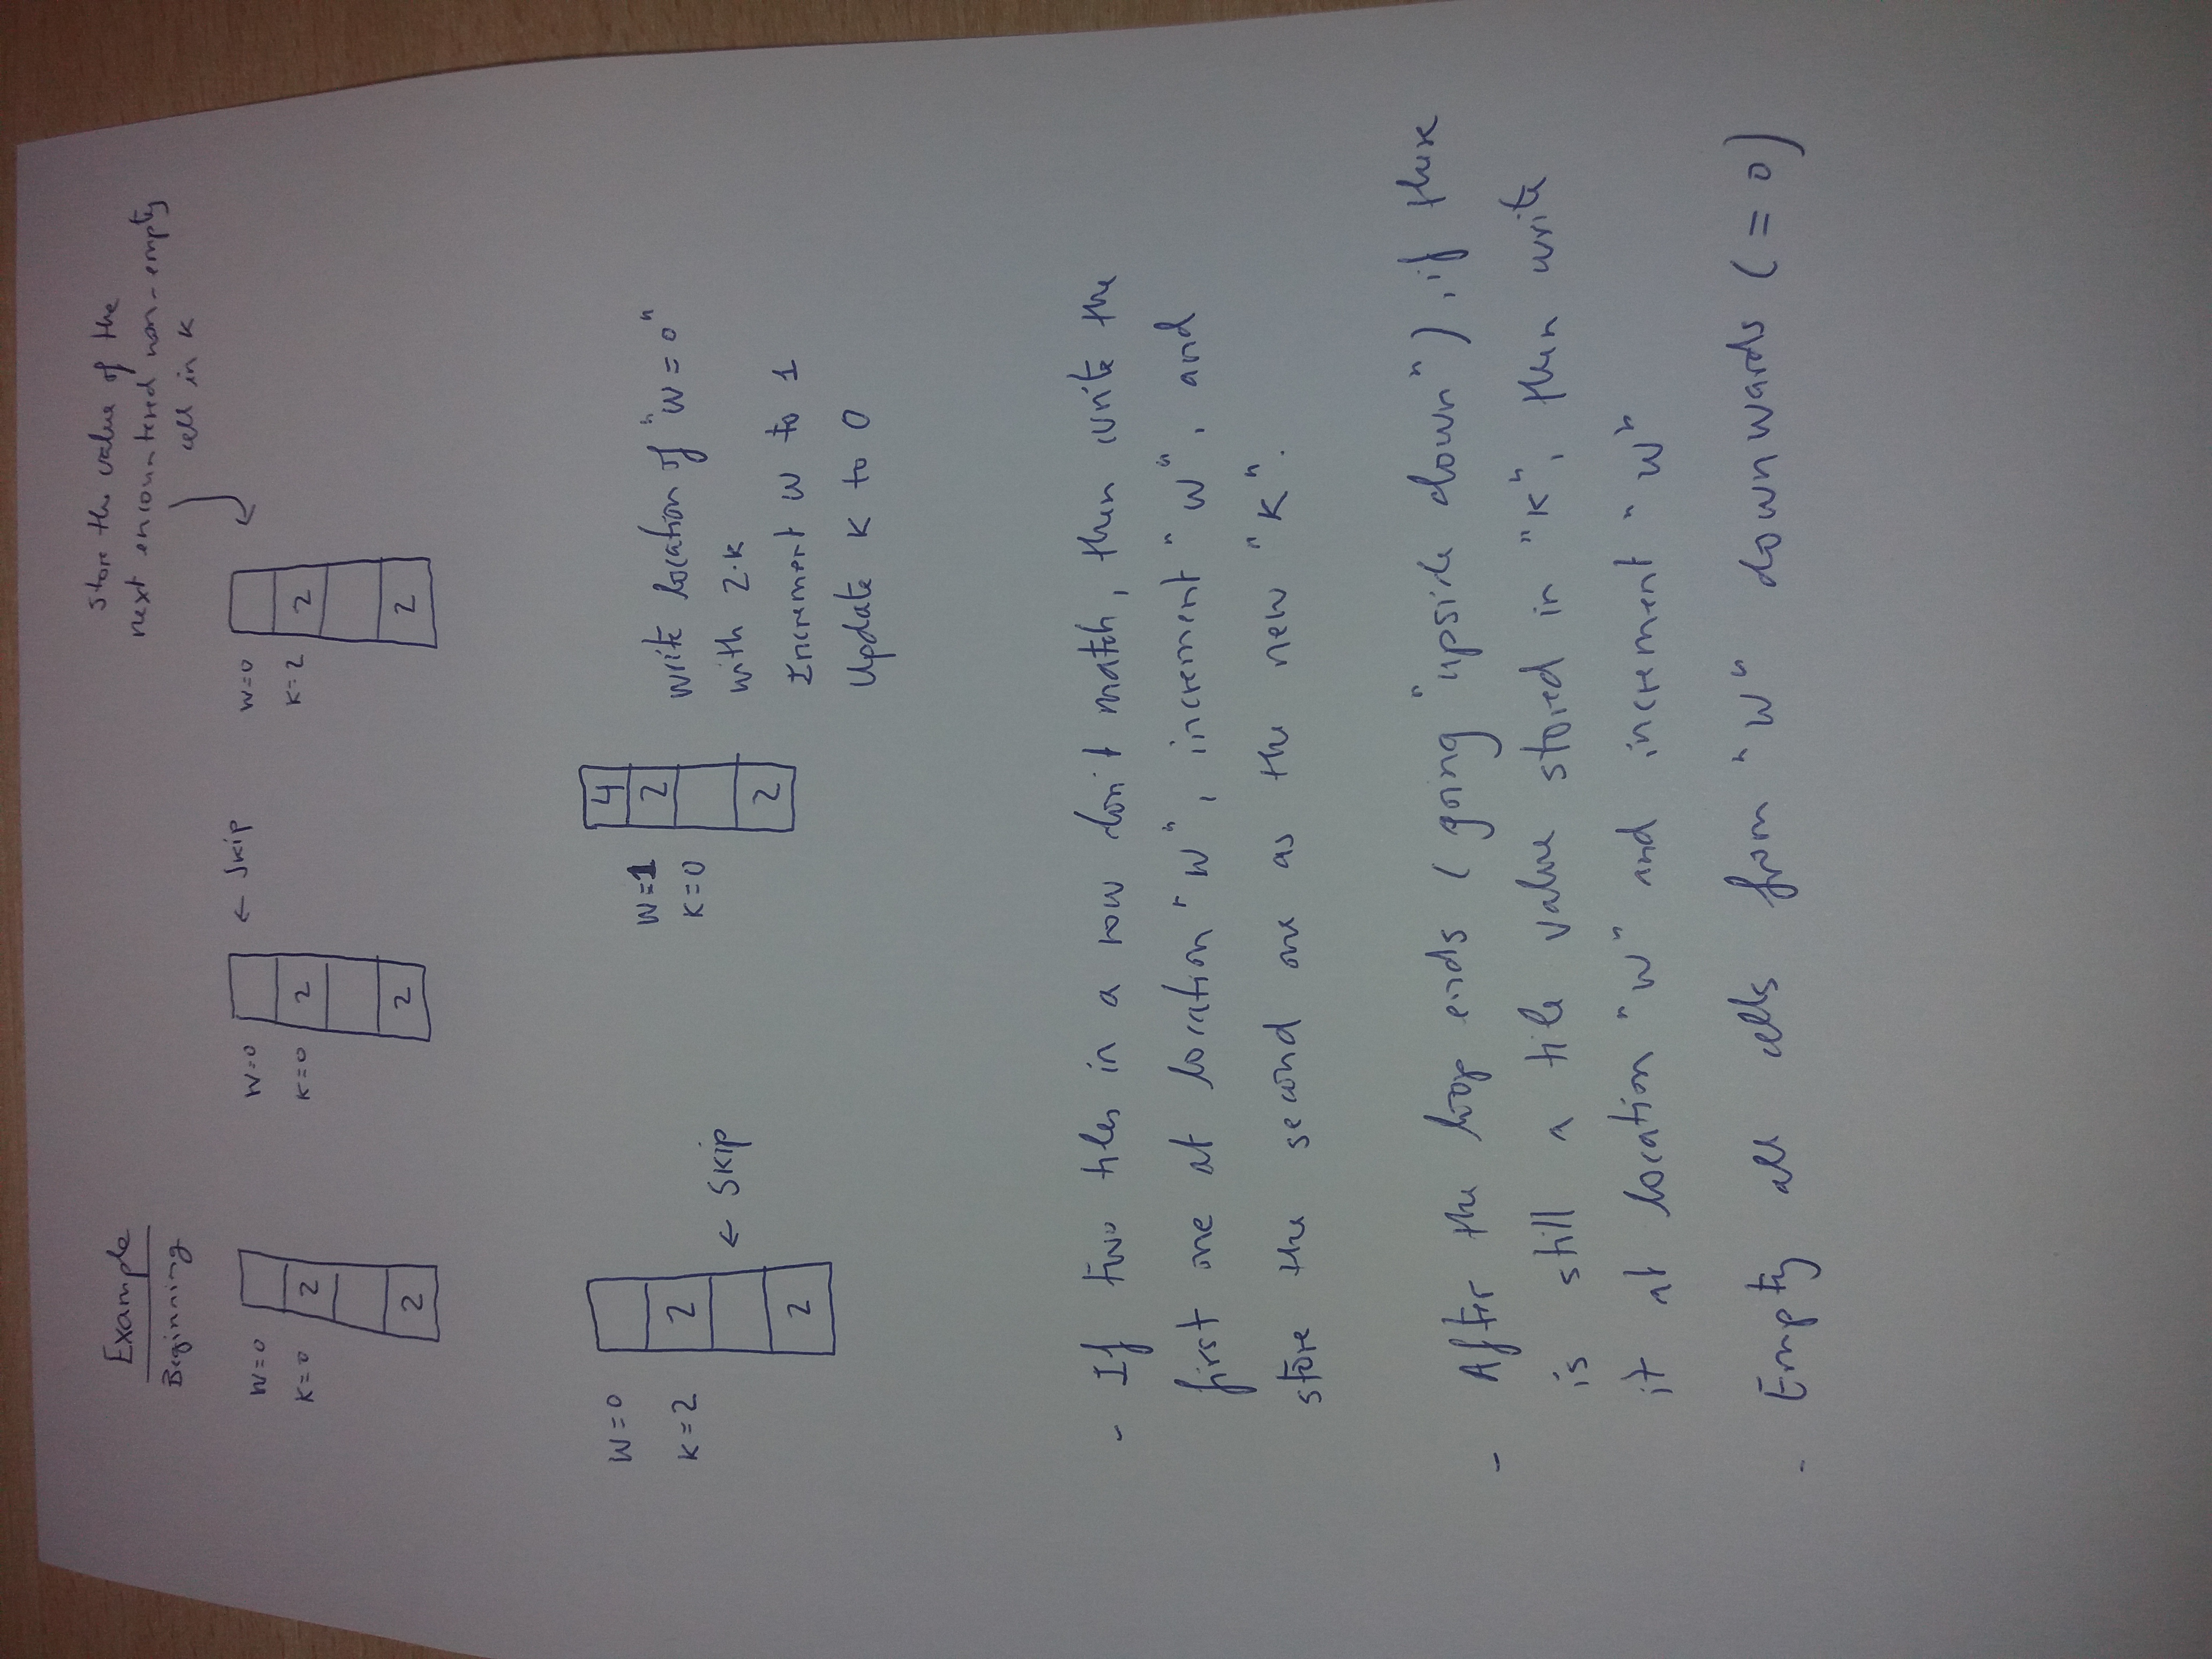 Example
Beginning
store the value of the
next encountered non-empty
cell in K
W=0
K=0
2
2
W=0
K=0
← Skip
2
2
W=0
K=2
2
2
W=0
K=2
2
← Skip
2
W=1
K=0
4
2
2
write location of "W=0"
with 2·K
Increment W to 1
Update K to 0
- If two tiles in a row don't match, then write the
first one at location "W", increment "W", and
store the second one as the new "K".
- After the loop ends (going "upside down"), if there
is still a tile value stored in "K", then write
it at location "W" and increment "W"
- Empty all cells from "W" downwards (=0)